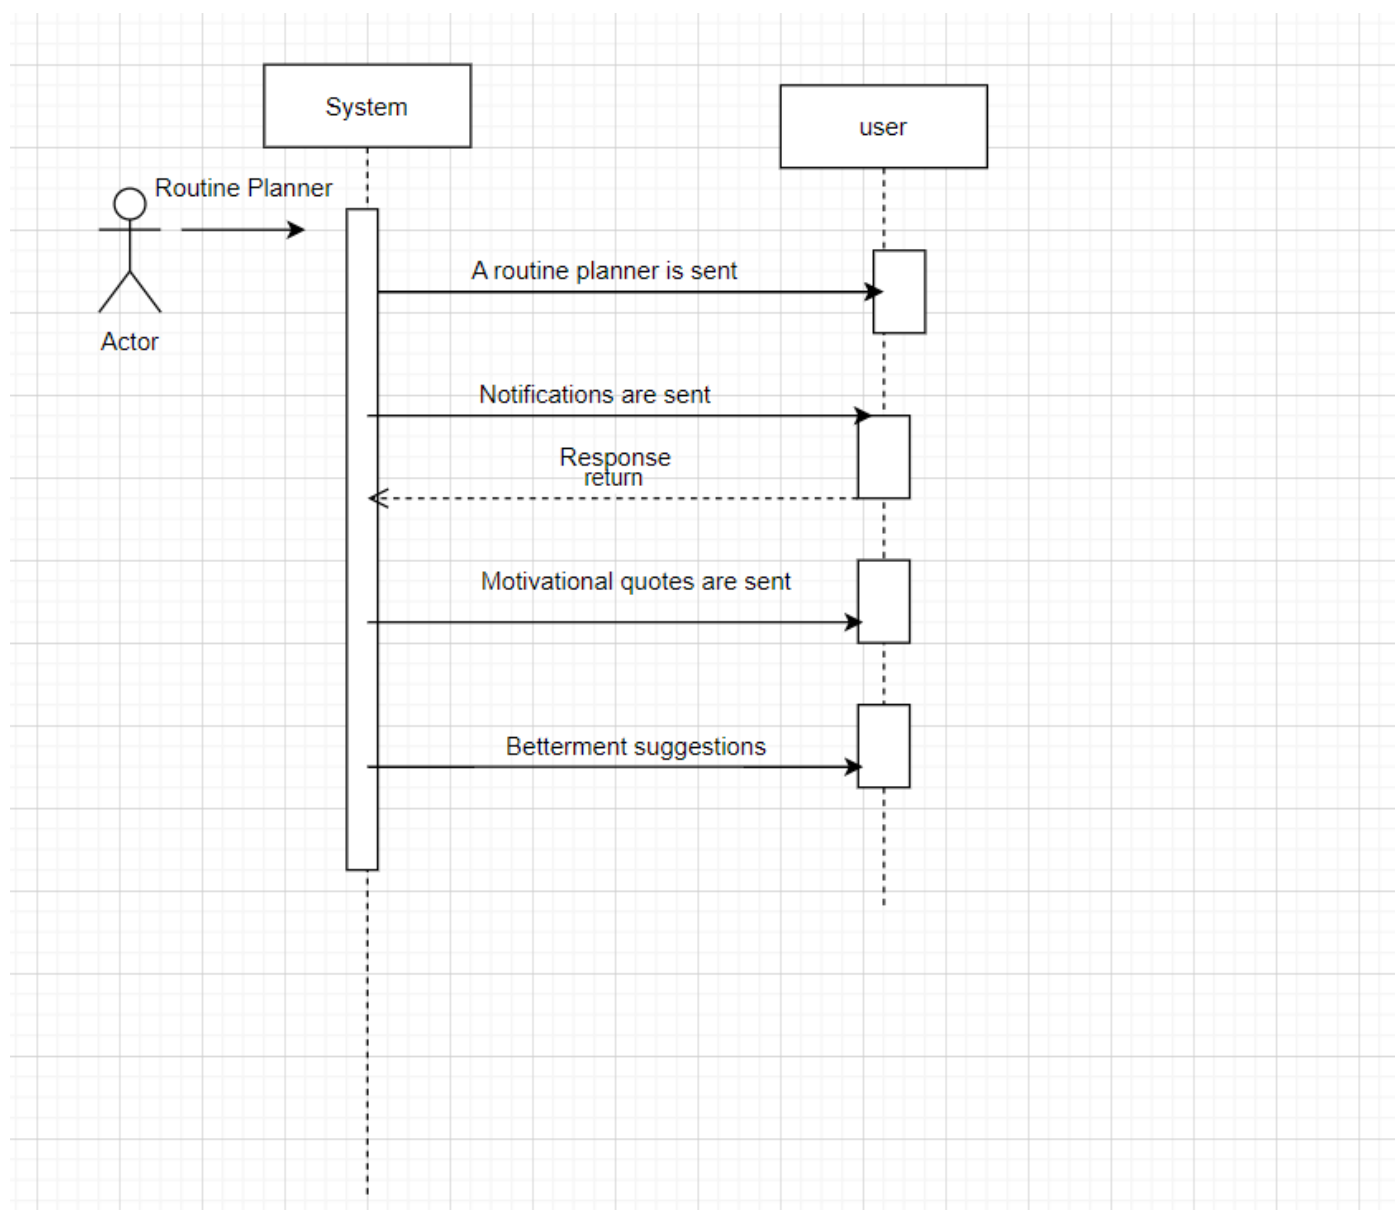 System
user
Routine Planner
Actor
A routine planner is sent
Notifications are sent
Response
return
Motivational quotes are sent
Betterment suggestions